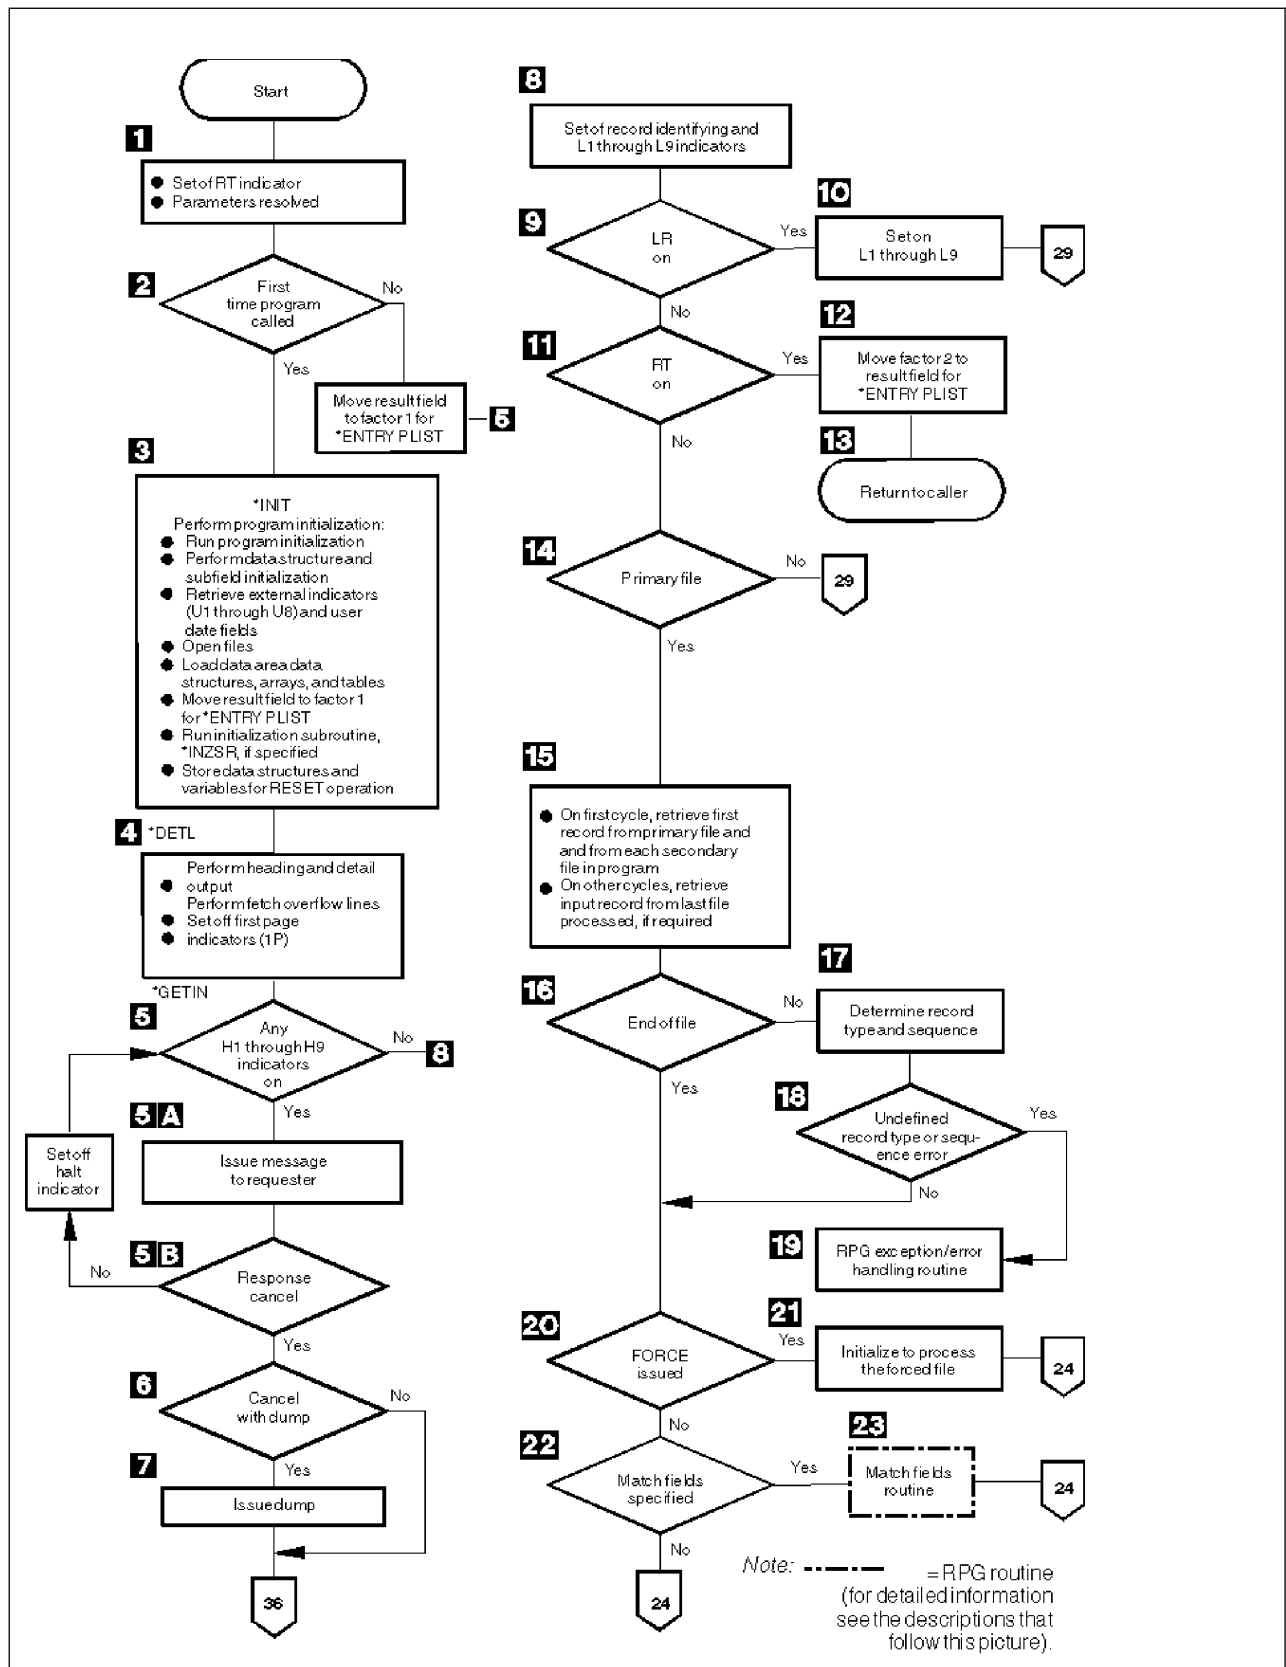 Start
1
Set of RT indicator
Parameters resolved
2
First
time program
called
No
Yes
Move result field
to factor 1 for
*ENTRY PLIST
5
3
*INIT
Perform program initialization:
Run program initialization
Perform data structure and
subfield initialization
Retrieve external indicators
(U1 through U8) and user
date fields
Open files
Load data area data
structures, arrays, and tables
Move result field to factor 1
for *ENTRY PLIST
Run initialization subroutine,
*INZSR, if specified
Store data structures and
variables for RESET operation
4 *DETL
Perform heading and detail
output
Perform fetch overflow lines
Set off first page
indicators (1P)
*GETIN
5
Any
H1 through H9
indicators
on
No
8
Yes
5 A
Issue message
to requester
Set off
halt
indicator
5 B
No
Response
cancel
Yes
6
Cancel
with dump
No
7
Yes
Issue dump
36
8
Set of record identifying and
L1 through L9 indicators
9
LR
on
Yes
10
Set on
L1 through L9
29
No
11
RT
on
Yes
12
Move factor 2 to
result field for
*ENTRY PLIST
No
13
Return to caller
14
Primary file
No
29
Yes
15
On first cycle, retrieve first
record from primary file and
and from each secondary
file in program
On other cycles, retrieve
input record from last file
processed, if required
16
End of file
No
17
Determine record
type and sequence
Yes
18
Undefined
record type or sequ-
ence error
Yes
No
19
RPG exception/error
handling routine
20
FORCE
issued
Yes
21
Initialize to process
the forced file
24
No
22
Match fields
specified
Yes
23
Match fields
routine
24
No
24
Note:
= RPG routine
(for detailed information
see the descriptions that
follow this picture).